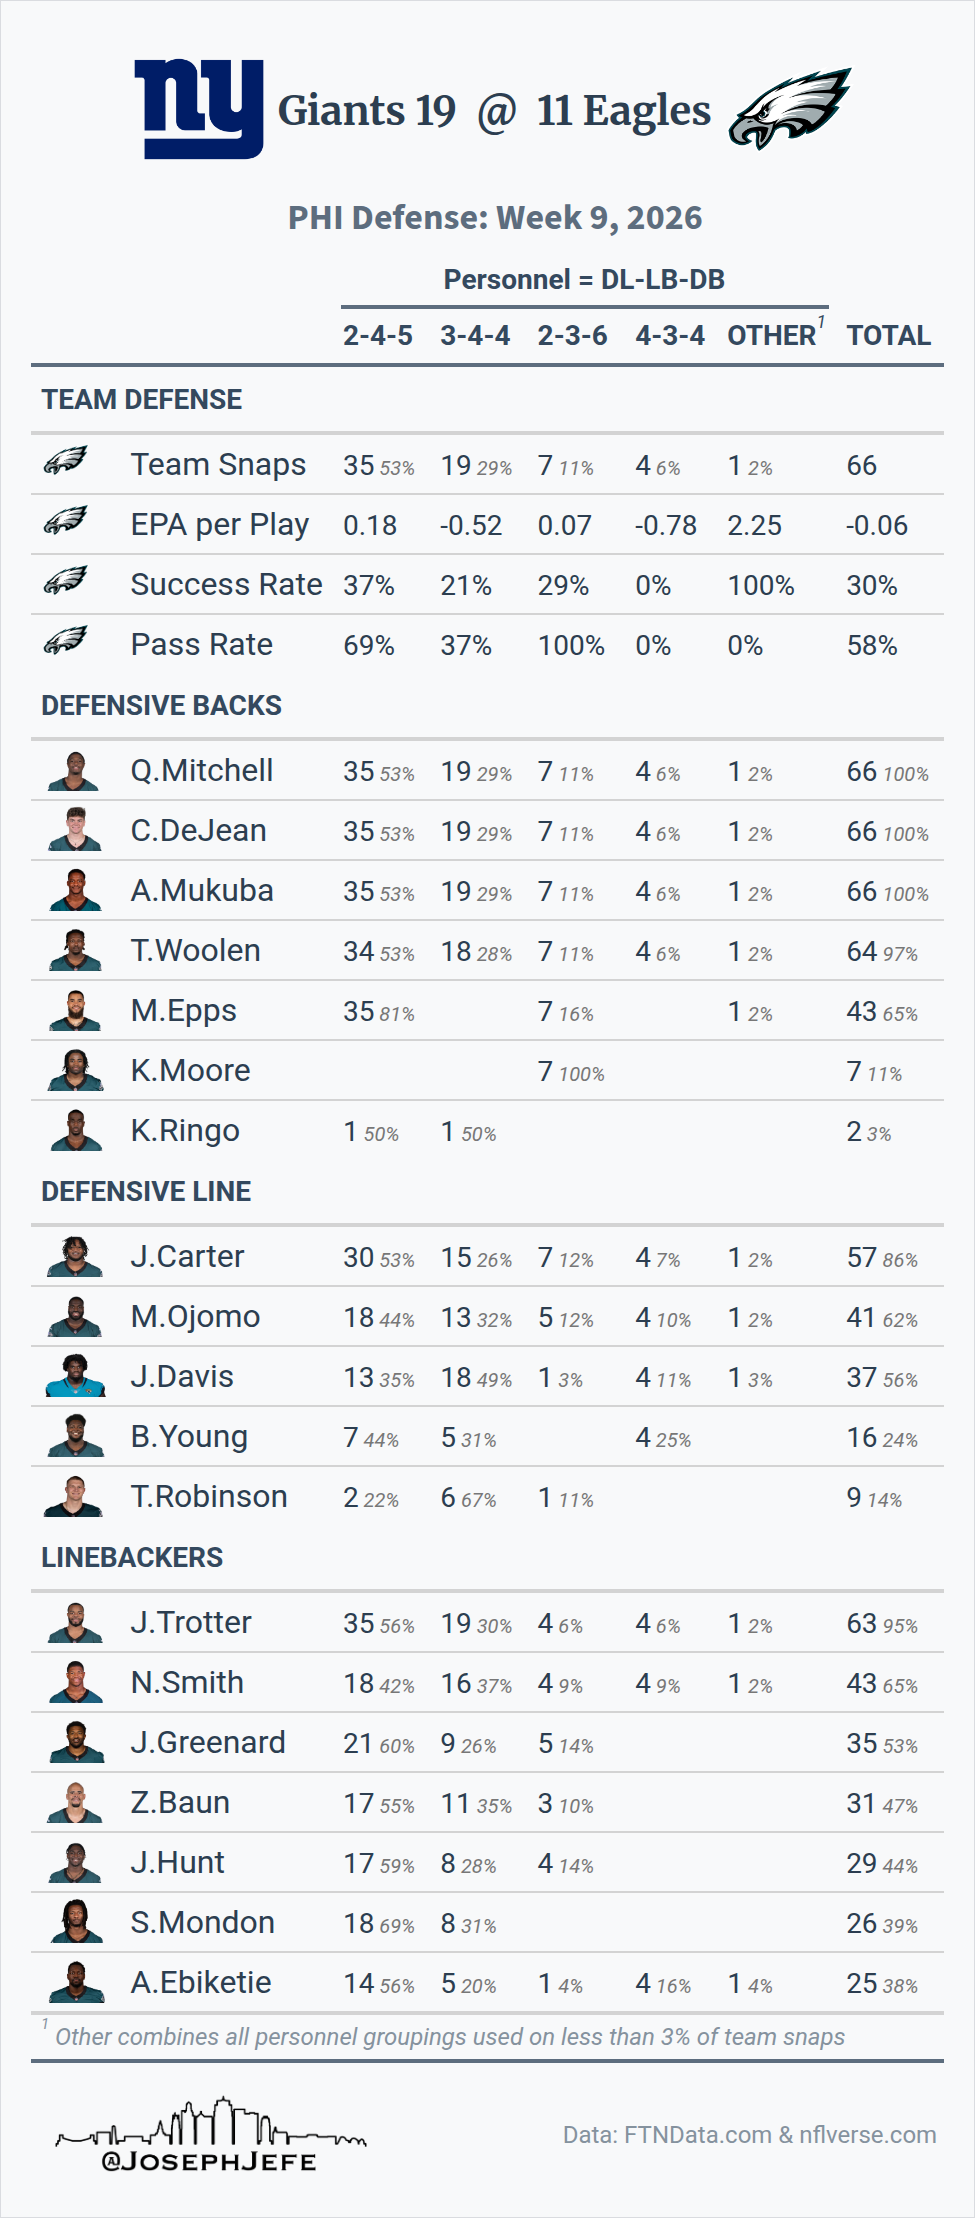 ny Giants 19 @ 11 Eagles
PHI Defense: Week 9, 2026
Personnel = DL-LB-DB
2-4-5 3-4-4 2-3-6 4-3-4 OTHER1 TOTAL
TEAM DEFENSE
Team Snaps 35 53% 19 29% 7 11% 4 6% 1 2% 66
EPA per Play 0.18 -0.52 0.07 -0.78 2.25 -0.06
Success Rate 37% 21% 29% 0% 100% 30%
Pass Rate 69% 37% 100% 0% 0% 58%
DEFENSIVE BACKS
Q.Mitchell 35 53% 19 29% 7 11% 4 6% 1 2% 66 100%
C.DeJean 35 53% 19 29% 7 11% 4 6% 1 2% 66 100%
A.Mukuba 35 53% 19 29% 7 11% 4 6% 1 2% 66 100%
T.Woolen 34 53% 18 28% 7 11% 4 6% 1 2% 64 97%
M.Epps 35 81% 7 16% 1 2% 43 65%
K.Moore 7 100% 7 11%
K.Ringo 1 50% 1 50% 2 3%
DEFENSIVE LINE
J.Carter 30 53% 15 26% 7 12% 4 7% 1 2% 57 86%
M.Ojomo 18 44% 13 32% 5 12% 4 10% 1 2% 41 62%
J.Davis 13 35% 18 49% 1 3% 4 11% 1 3% 37 56%
B.Young 7 44% 5 31% 4 25% 16 24%
T.Robinson 2 22% 6 67% 1 11% 9 14%
LINEBACKERS
J.Trotter 35 56% 19 30% 4 6% 4 6% 1 2% 63 95%
N.Smith 18 42% 16 37% 4 9% 4 9% 1 2% 43 65%
J.Greenard 21 60% 9 26% 5 14% 35 53%
Z.Baun 17 55% 11 35% 3 10% 31 47%
J.Hunt 17 59% 8 28% 4 14% 29 44%
S.Mondon 18 69% 8 31% 26 39%
A.Ebiketie 14 56% 5 20% 1 4% 4 16% 1 4% 25 38%
1 Other combines all personnel groupings used on less than 3% of team snaps
@JosephJefe
Data: FTNData.com & nflverse.com